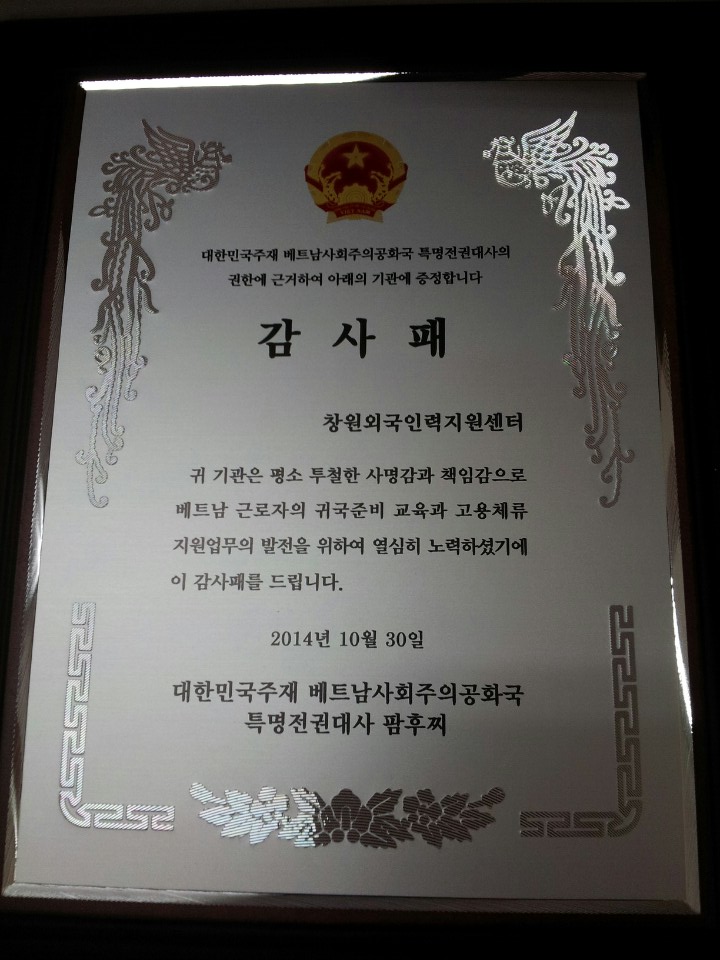 VIET NAM
대한민국주재 베트남사회주의공화국 특명전권대사의
권한에 근거하여 아래의 기관에 증정합니다
감 사 패
창원외국인력지원센터
귀 기관은 평소 투철한 사명감과 책임감으로
베트남 근로자의 귀국준비 교육과 고용체류
지원업무의 발전을 위하여 열심히 노력하셨기에
이 감사패를 드립니다.
2014년 10월 30일
대한민국주재 베트남사회주의공화국
특명전권대사 팜후찌